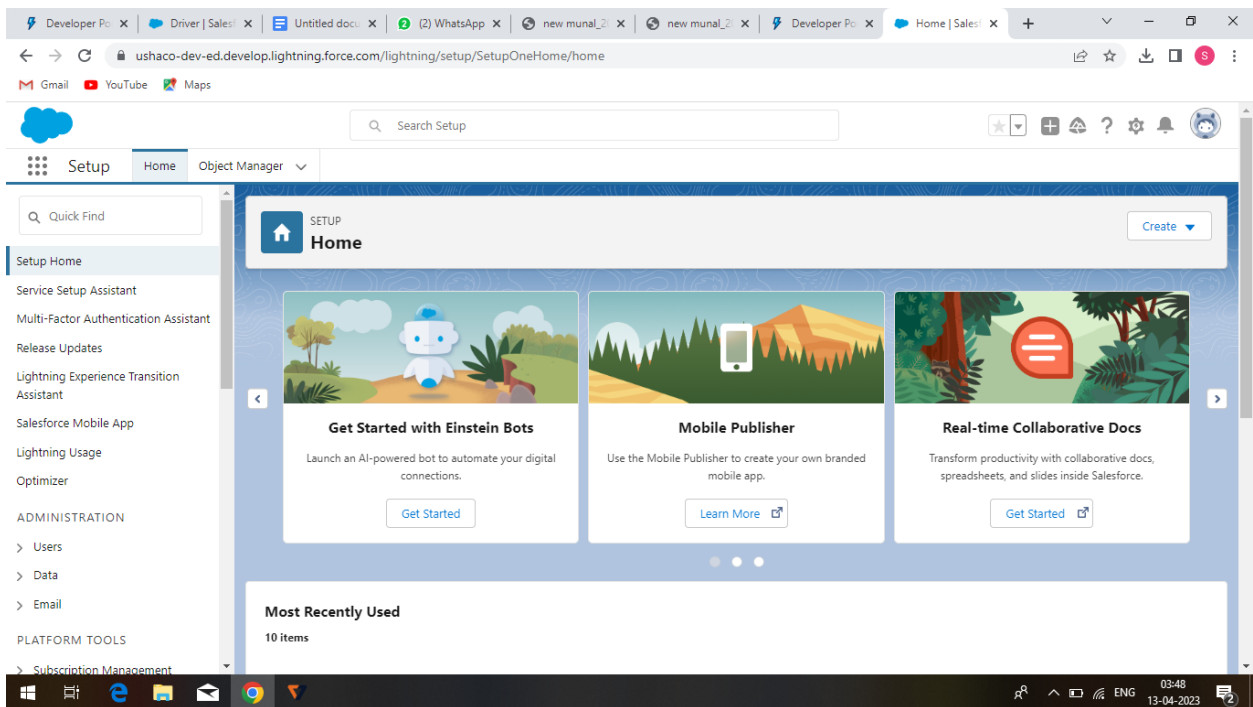 Developer Po
Driver | Salesf
Untitled docu
(2) WhatsApp
new munal_2
new munal_2
Developer Po
Home | Salesf
ushaco-dev-ed.develop.lightning.force.com/lightning/setup/SetupOneHome/home
S
Gmail
YouTube
Maps
Search Setup
Setup
Home
Object Manager
Quick Find
Setup Home
Service Setup Assistant
Multi-Factor Authentication Assistant
Release Updates
Lightning Experience Transition
Assistant
Salesforce Mobile App
Lightning Usage
Optimizer
ADMINISTRATION
Users
Data
Email
PLATFORM TOOLS
Subscription Management
SETUP
Home
Create
Get Started with Einstein Bots
Launch an AI-powered bot to automate your digital
connections.
Get Started
Mobile Publisher
Use the Mobile Publisher to create your own branded
mobile app.
Learn More
Real-time Collaborative Docs
Transform productivity with collaborative docs,
spreadsheets, and slides inside Salesforce.
Get Started
Most Recently Used
10 items
ENG
03:48
13-04-2023
2